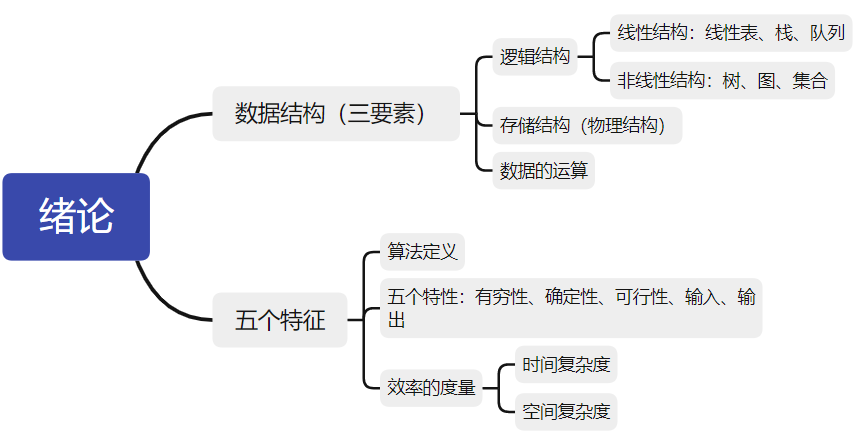 绪论
数据结构（三要素）
逻辑结构
线性结构：线性表、栈、队列
非线性结构：树、图、集合
存储结构（物理结构）
数据的运算
五个特征
算法定义
五个特性：有穷性、确定性、可行性、输入、输
出
效率的度量
时间复杂度
空间复杂度